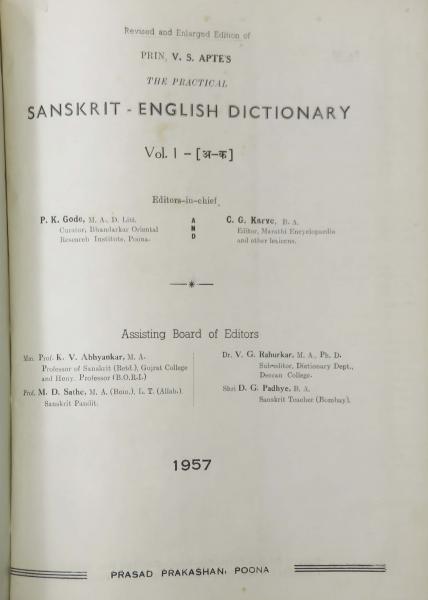 Revised and Enlarged Edition of
PRIN. V. S. APTE'S
THE PRACTICAL
SANSKRIT - ENGLISH DICTIONARY
Vol. I - [अ-क]
Editors-in-chief
P. K. Gode, M. A., D. Litt.
Curator, Bhandarkar Oriental
Research Institute, Poona.
AND
C. G. Karve, B. A.
Editor, Marathi Encyclopaedia
and other lexicons.
Assisting Board of Editors
Mm. Prof. K. V. Abhyankar, M. A.
Professor of Sanskrit (Retd.), Gujrat College
and Hony. Professor (B.O.R.I.)
Prof. M. D. Sathe, M. A. (Bom.), L. T. (Allah.)
Sanskrit Pandit.
Dr. V. G. Rahurkar, M. A., Ph. D.
Sub-editor, Dictionary Dept.,
Deccan College.
Shri D. G. Padhye, B. A.
Sanskrit Teacher (Bombay).
1957
PRASAD PRAKASHAN, POONA